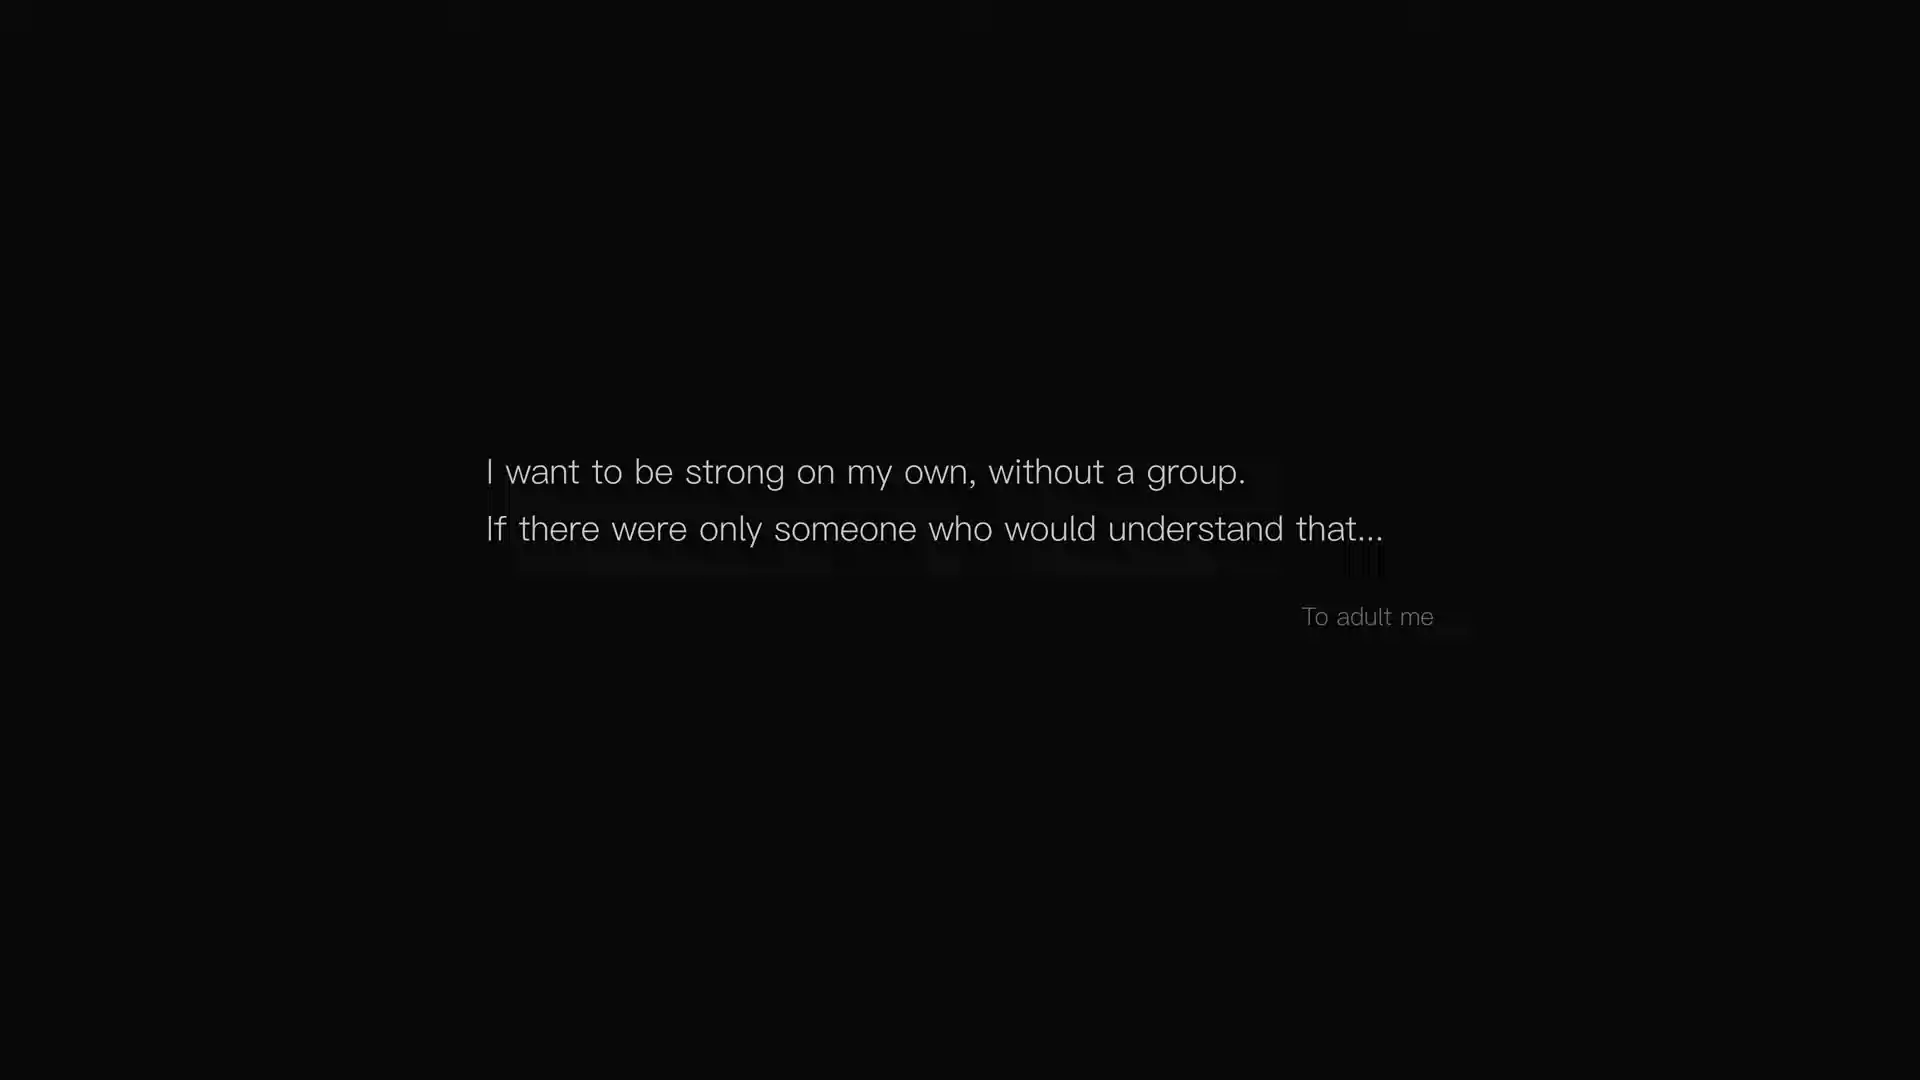 I want to be strong on my own, without a group.
If there were only someone who would understand that...
To adult me